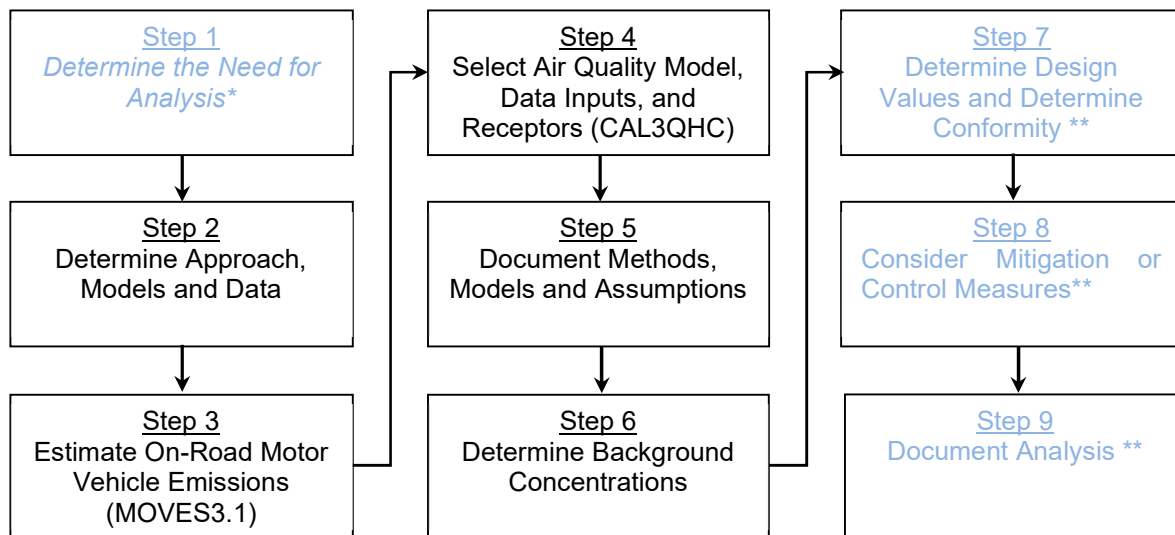 Step 1
Determine the Need for
Analysis*
Step 2
Determine Approach,
Models and Data
Step 3
Estimate On-Road Motor
Vehicle Emissions
(MOVES3.1)
Step 4
Select Air Quality Model,
Data Inputs, and
Receptors (CAL3QHC)
Step 5
Document Methods,
Models and Assumptions
Step 6
Determine Background
Concentrations
Step 7
Determine Design
Values and Determine
Conformity **
Step 8
Consider Mitigation or
Control Measures**
Step 9
Document Analysis **